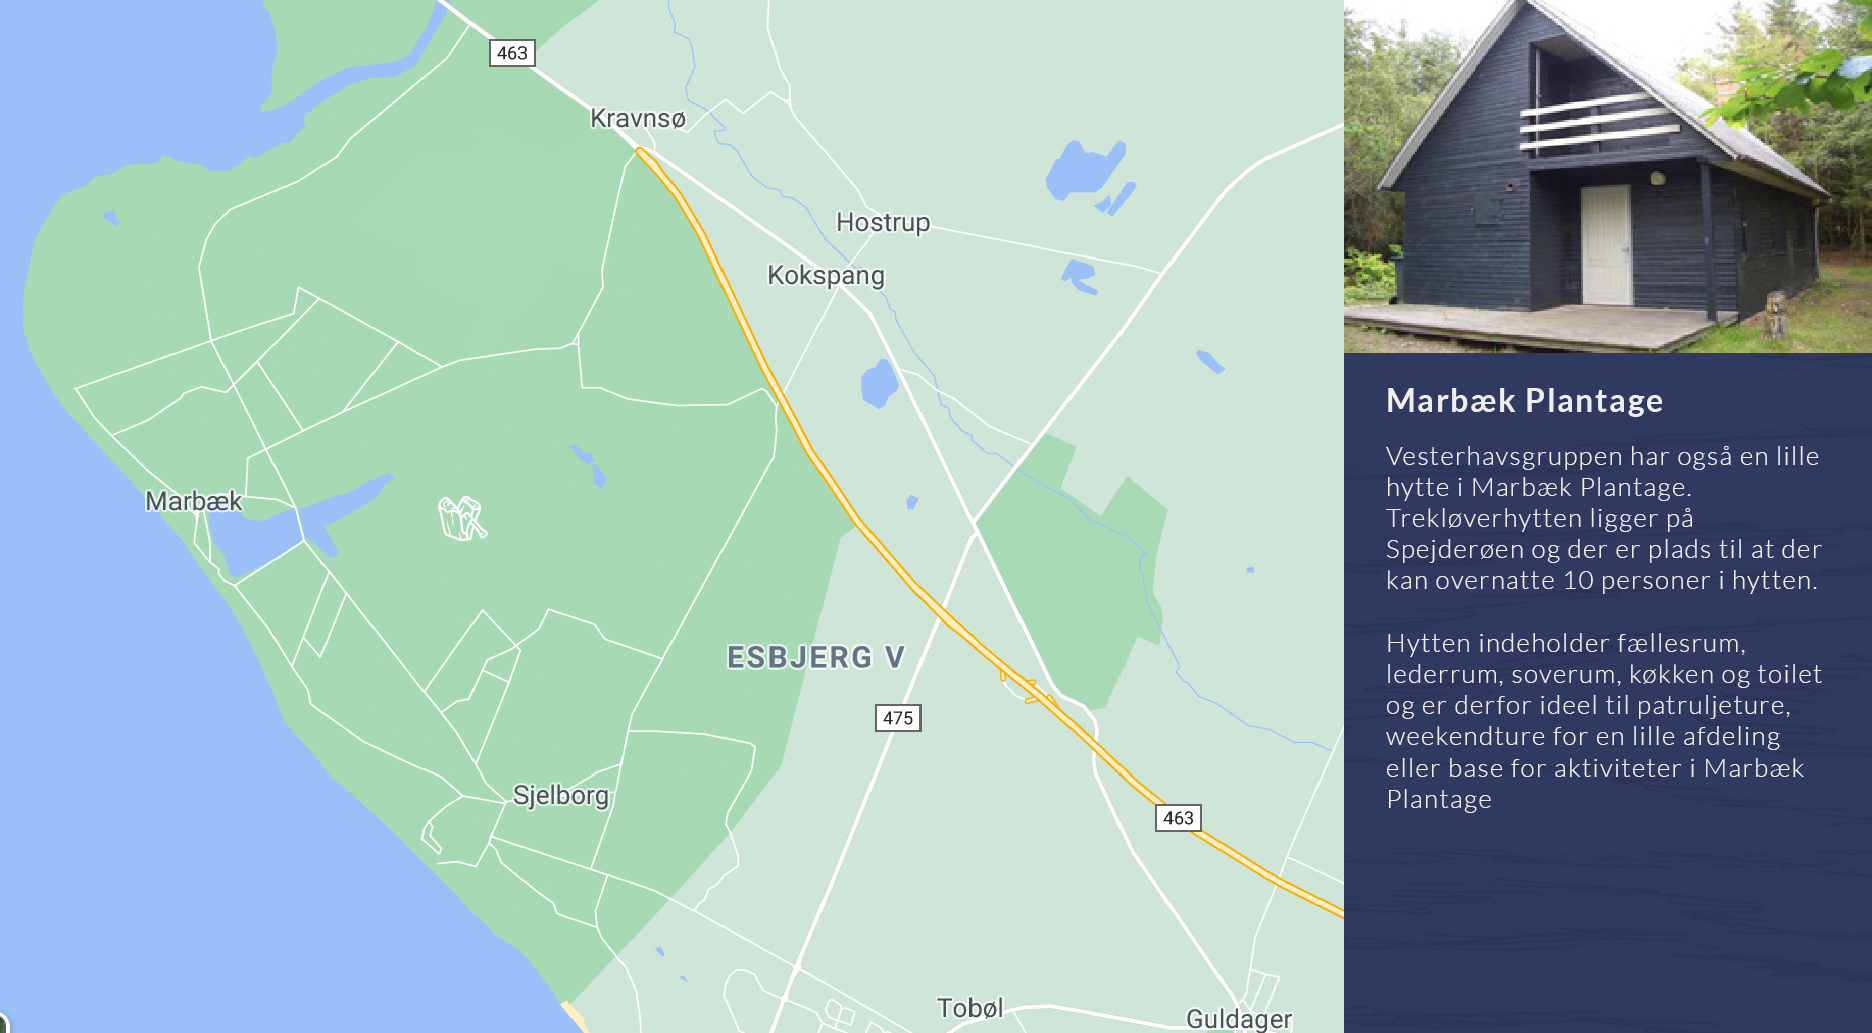 463
Kravnsø
Hostrup
Kokspang
Marbæk
ESBJERG V
475
Sjelborg
463
Tobøl
Guldager
Marbæk Plantage
Vesterhavsgruppen har også en lille
hytte i Marbæk Plantage.
Trekløverhytten ligger på
Spejderøen og der er plads til at der
kan overnatte 10 personer i hytten.
Hytten indeholder fællesrum,
lederrum, soverum, køkken og toilet
og er derfor ideel til patruljeture,
weekendture for en lille afdeling
eller base for aktiviteter i Marbæk
Plantage